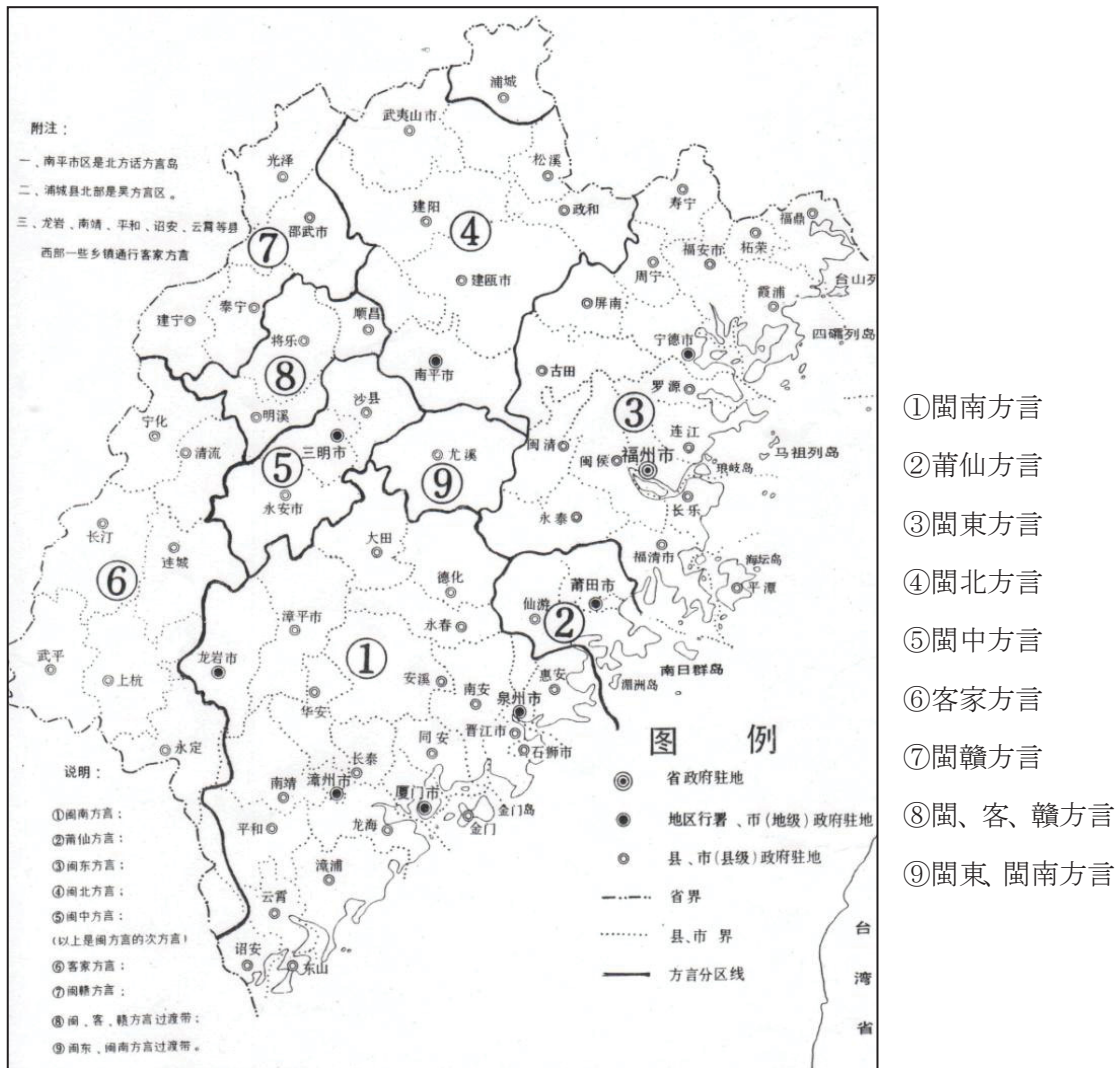 附注：
一、南平市区是北方话方言岛
二、浦城县北部是吴方言区。
三、龙岩、南靖、平和、诏安、云霄等县
西部一些乡镇通行客家方言
浦城
武夷山市
松溪
光泽
建阳
政和
寿宁
福鼎
邵武市
④
柘荣
⑦
福安市
周宁
建瓯市
台山列
泰宁
屏南
霞浦
建宁
顺昌
四礵列岛
将乐
宁德市
南平市
古田
⑧
罗源
沙县
③
明溪
宁化
连江
三明市
闽清
尤溪
马祖列岛
清流
闽侯
福州市
琅岐岛
⑤
⑨
永安市
长乐
长汀
永泰
大田
连城
福清市
海坛岛
⑥
德化
平潭
莆田市
仙游
漳平市
永春
②
武平
龙岩市
①
南日群岛
上杭
安溪
惠安
湄洲岛
南安
泉州市
华安
晋江市
同安
石狮市
永定
长泰
南靖
漳州市
厦门市
金门岛
平和
龙海
金门
漳浦
云霄
诏安
东山
台
湾
省
图 例
省政府驻地
地区行署、市(地级)政府驻地
县、市(县级)政府驻地
省界
县、市 界
方言分区线
说明：
①闽南方言；
②莆仙方言；
③闽东方言；
④闽北方言；
⑤闽中方言；
(以上是闽方言的次方言)
⑥客家方言；
⑦闽赣方言；
⑧闽、客、赣方言过渡带；
⑨闽东、闽南方言过渡带。
①閩南方言
②莆仙方言
③閩東方言
④閩北方言
⑤閩中方言
⑥客家方言
⑦閩贛方言
⑧閩、客、贛方言
⑨閩東、閩南方言